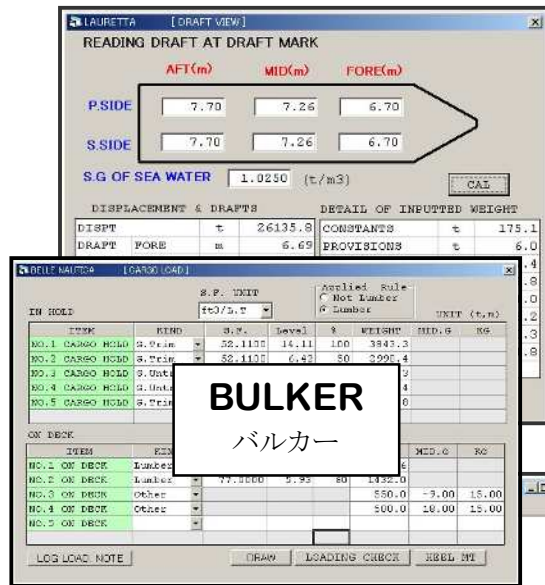 LAURETTA [ DRAFT VIEW ]
READING DRAFT AT DRAFT MARK
AFT(m) MID(m) FORE(m)
P.SIDE 7.70 7.26 6.70
S.SIDE 7.70 7.26 6.70
S.G OF SEA WATER 1.0250 (t/m3) CAL
DISPLACEMENT & DRAFTS DETAIL OF INPUTTED WEIGHT
DISPT t 26135.8 CONSTANTS t 175.1
DRAFT FORE m 6.69 PROVISIONS t 6.0
BELLE NAUTICA [CARGO LOAD]
S.F. UNIT Applied Rule
Not Lumber
IN HOLD ft3/L.T Lumber UNIT (t,m)
ITEM KIND S.F. Level % WEIGHT MID.G KG
NO.1 CARGO HOLD G.Trim 52.1100 14.11 100 3843.3
NO.2 CARGO HOLD G.Trim 52.1100 6.42 50
NO.3 CARGO HOLD
NO.4 CARGO HOLD
NO.5 CARGO HOLD G.Trim
BULKER
バルカー
ON DECK
ITEM MID.G KG
NO.1 ON DECK Lumber
NO.2 ON DECK Lumber 77.0000 5.93 80 1432.0
NO.3 ON DECK Other 550.0 -9.00 15.00
NO.4 ON DECK Other 500.0 18.00 15.00
NO.5 ON DECK
LOG LOAD. NOTE DRAW LOADING CHECK HEEL MT